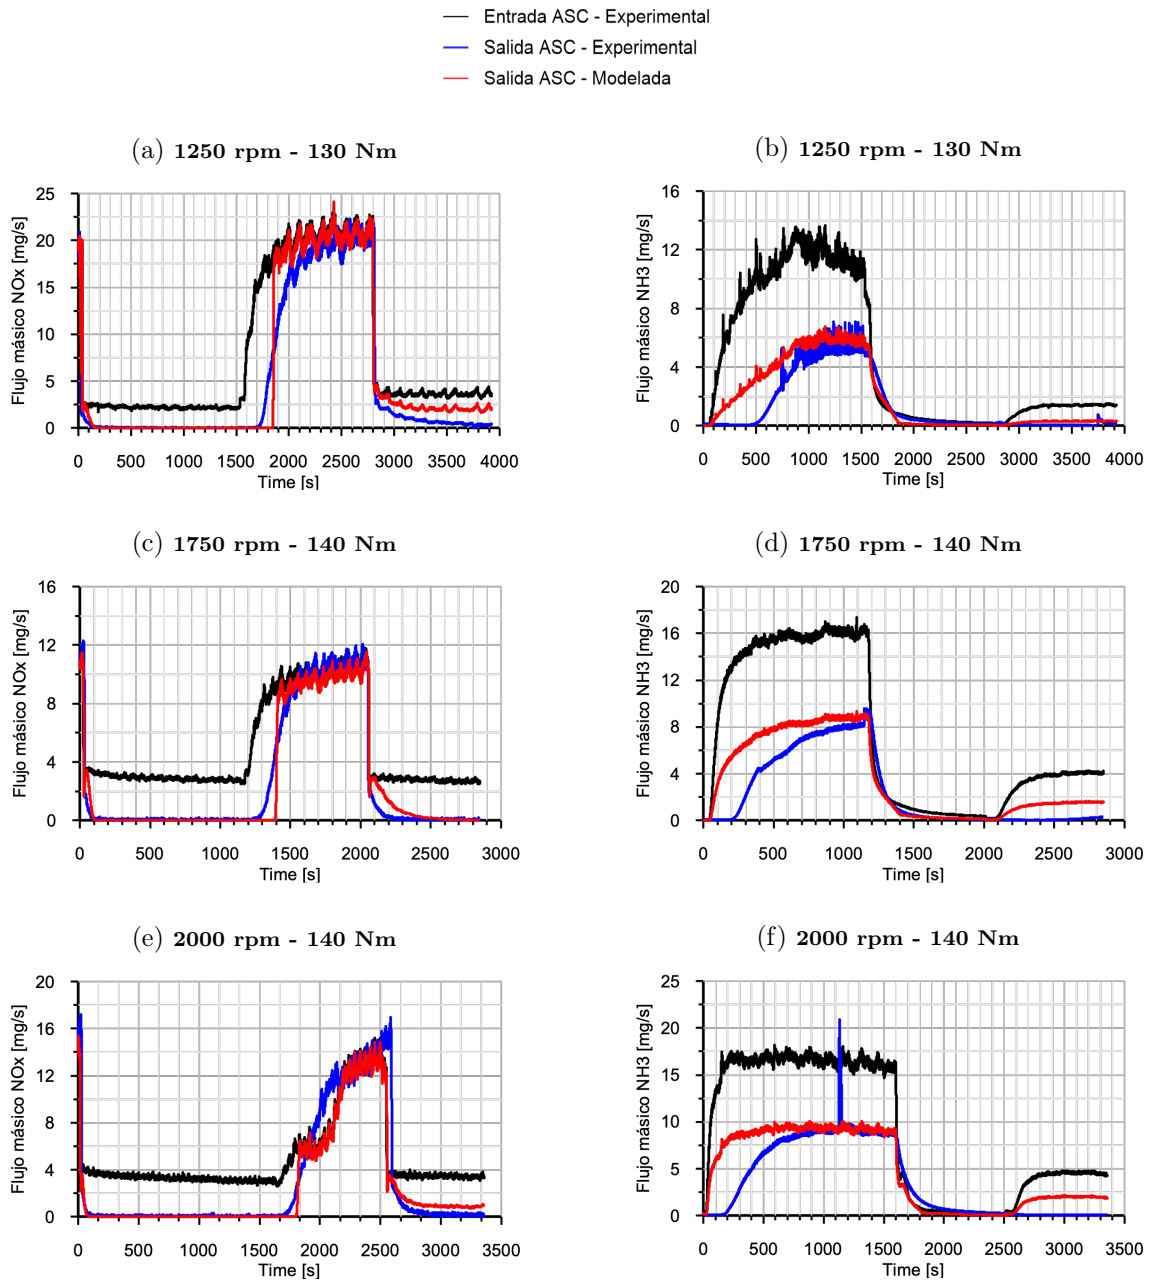 Entrada ASC - Experimental
Salida ASC - Experimental
Salida ASC - Modelada
(a) 1250 rpm - 130 Nm
Flujo másico NOx [mg/s]
25
20
15
10
5
0
0 500 1000 1500 2000 2500 3000 3500 4000
Time [s]
(b) 1250 rpm - 130 Nm
Flujo másico NH3 [mg/s]
16
12
8
4
0
0 500 1000 1500 2000 2500 3000 3500 4000
Time [s]
(c) 1750 rpm - 140 Nm
Flujo másico NOx [mg/s]
16
12
8
4
0
0 500 1000 1500 2000 2500 3000
Time [s]
(d) 1750 rpm - 140 Nm
Flujo másico NH3 [mg/s]
20
16
12
8
4
0
0 500 1000 1500 2000 2500 3000
Time [s]
(e) 2000 rpm - 140 Nm
Flujo másico NOx [mg/s]
20
16
12
8
4
0
0 500 1000 1500 2000 2500 3000 3500
Time [s]
(f) 2000 rpm - 140 Nm
Flujo másico NH3 [mg/s]
25
20
15
10
5
0
0 500 1000 1500 2000 2500 3000 3500
Time [s]